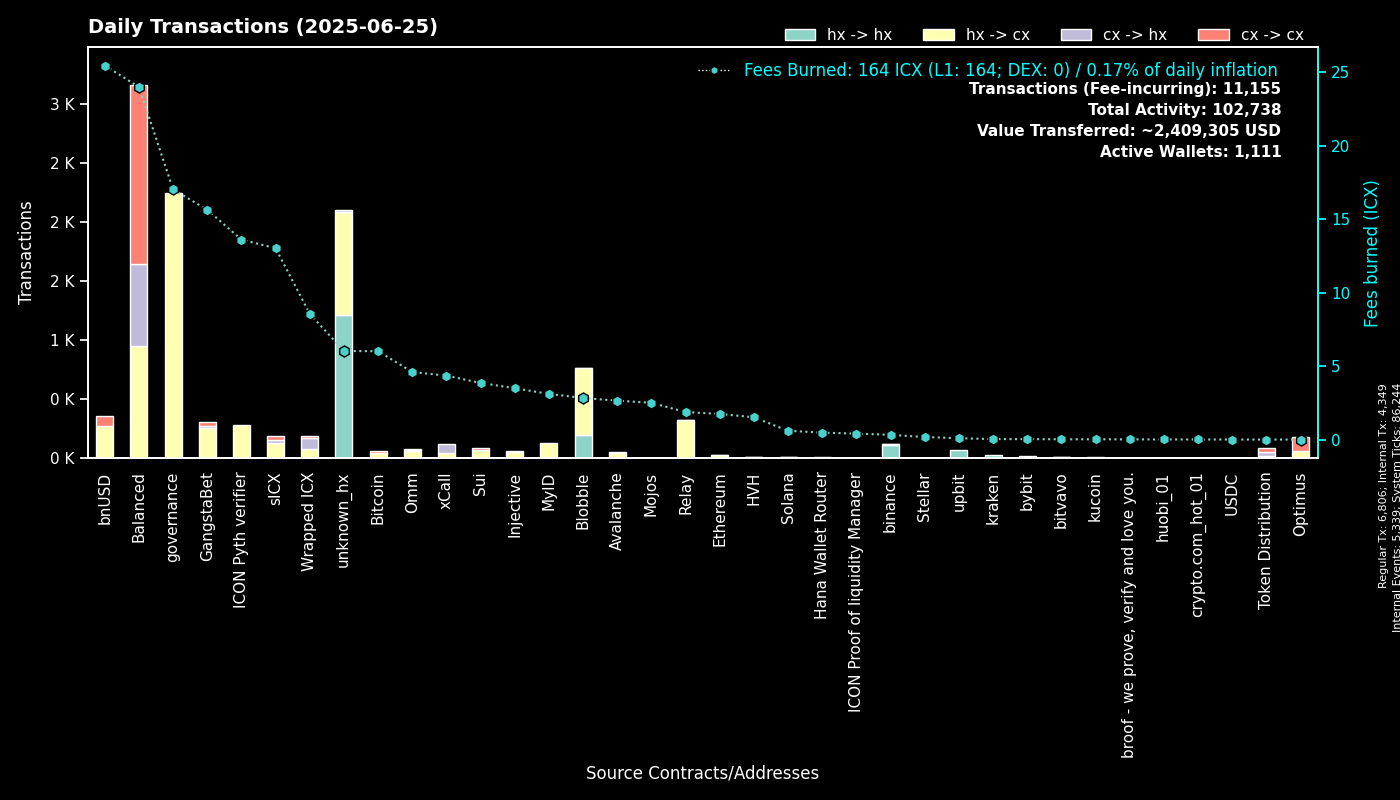 Daily Transactions (2025-06-25)
hx -> hx
hx -> cx
cx -> hx
cx -> cx
Fees Burned: 164 ICX (L1: 164; DEX: 0) / 0.17% of daily inflation
Transactions (Fee-incurring): 11,155
Total Activity: 102,738
Value Transferred: ~2,409,305 USD
Active Wallets: 1,111
Transactions
3 K
2 K
2 K
2 K
1 K
0 K
0 K
25
20
15
10
5
0
Fees burned (ICX)
bnUSD
Balanced
governance
GangstaBet
ICON Pyth verifier
sICX
Wrapped ICX
unknown_hx
Bitcoin
Omm
xCall
Sui
Injective
MyID
Blobble
Avalanche
Mojos
Relay
Ethereum
HVH
Solana
Hana Wallet Router
ICON Proof of liquidity Manager
binance
Stellar
upbit
kraken
bybit
bitvavo
kucoin
broof - we prove, verify and love you.
huobi_01
crypto.com_hot_01
USDC
Token Distribution
Optimus
Source Contracts/Addresses
Regular Tx: 6,806; Internal Tx: 4,349
Internal Events: 5,339; System Ticks: 86,244